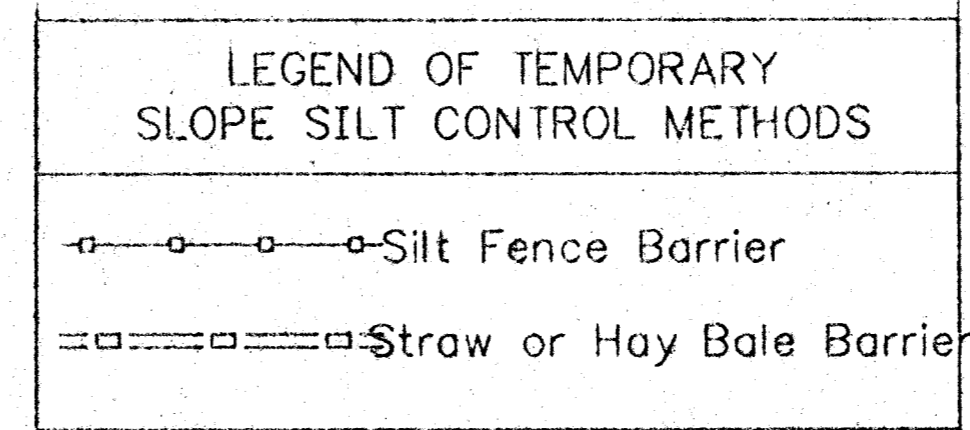 LEGEND OF TEMPORARY
SLOPE SILT CONTROL METHODS
Silt Fence Barrier
Straw or Hay Bale Barrier